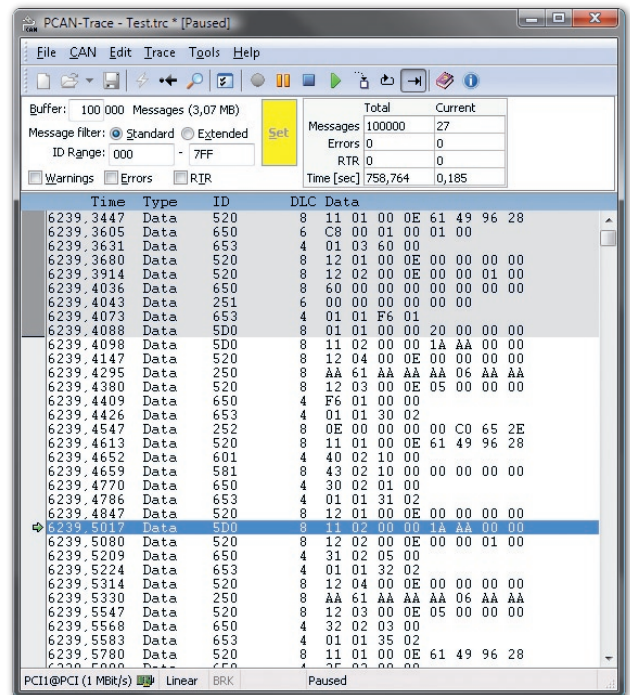 PCAN-Trace - Test.trc * [Paused]
File CAN Edit Trace Tools Help
Buffer: 100 000 Messages (3,07 MB)
Message filter: Standard Extended
ID Range: 000 - 7FF
Warnings Errors RTR
Set
Total Current
Messages 100000 27
Errors 0 0
RTR 0 0
Time [sec] 758,764 0,185
Time Type ID DLC Data
6239,3447 Data 520 8 11 01 00 0E 61 49 96 28
6239,3605 Data 650 6 C8 00 01 00 01 00
6239,3631 Data 653 4 01 03 60 00
6239,3680 Data 520 8 12 01 00 0E 00 00 00 00
6239,3914 Data 520 8 12 02 00 0E 00 00 01 00
6239,4036 Data 650 8 60 00 00 00 00 00 00 00
6239,4043 Data 251 6 00 00 00 00 00 00
6239,4073 Data 653 4 01 01 F6 01
6239,4088 Data 5D0 8 01 01 00 00 20 00 00 00
6239,4098 Data 5D0 8 11 02 00 00 1A AA 00 00
6239,4147 Data 520 8 12 04 00 0E 00 00 00 00
6239,4295 Data 250 8 AA 61 AA AA AA 06 AA AA
6239,4380 Data 520 8 12 03 00 0E 05 00 00 00
6239,4409 Data 650 4 F6 01 00 00
6239,4426 Data 653 4 01 01 30 02
6239,4547 Data 252 8 0E 00 00 00 00 C0 65 2E
6239,4613 Data 520 8 11 01 00 0E 61 49 96 28
6239,4652 Data 601 4 40 02 10 00
6239,4659 Data 581 8 43 02 10 00 00 00 00 00
6239,4770 Data 650 4 30 02 01 00
6239,4786 Data 653 4 01 01 31 02
6239,4847 Data 520 8 12 01 00 0E 00 00 00 00
6239,5017 Data 5D0 8 11 02 00 00 1A AA 00 00
6239,5080 Data 520 8 12 02 00 0E 00 00 01 00
6239,5209 Data 650 4 31 02 05 00
6239,5224 Data 653 4 01 01 32 02
6239,5314 Data 520 8 12 04 00 0E 00 00 00 00
6239,5330 Data 250 8 AA 61 AA AA AA 06 AA AA
6239,5547 Data 520 8 12 03 00 0E 05 00 00 00
6239,5568 Data 650 4 32 02 03 00
6239,5583 Data 653 4 01 01 35 02
6239,5780 Data 520 8 11 01 00 0E 61 49 96 28
PCI1@PCI (1 MBit/s) Linear BRK Paused